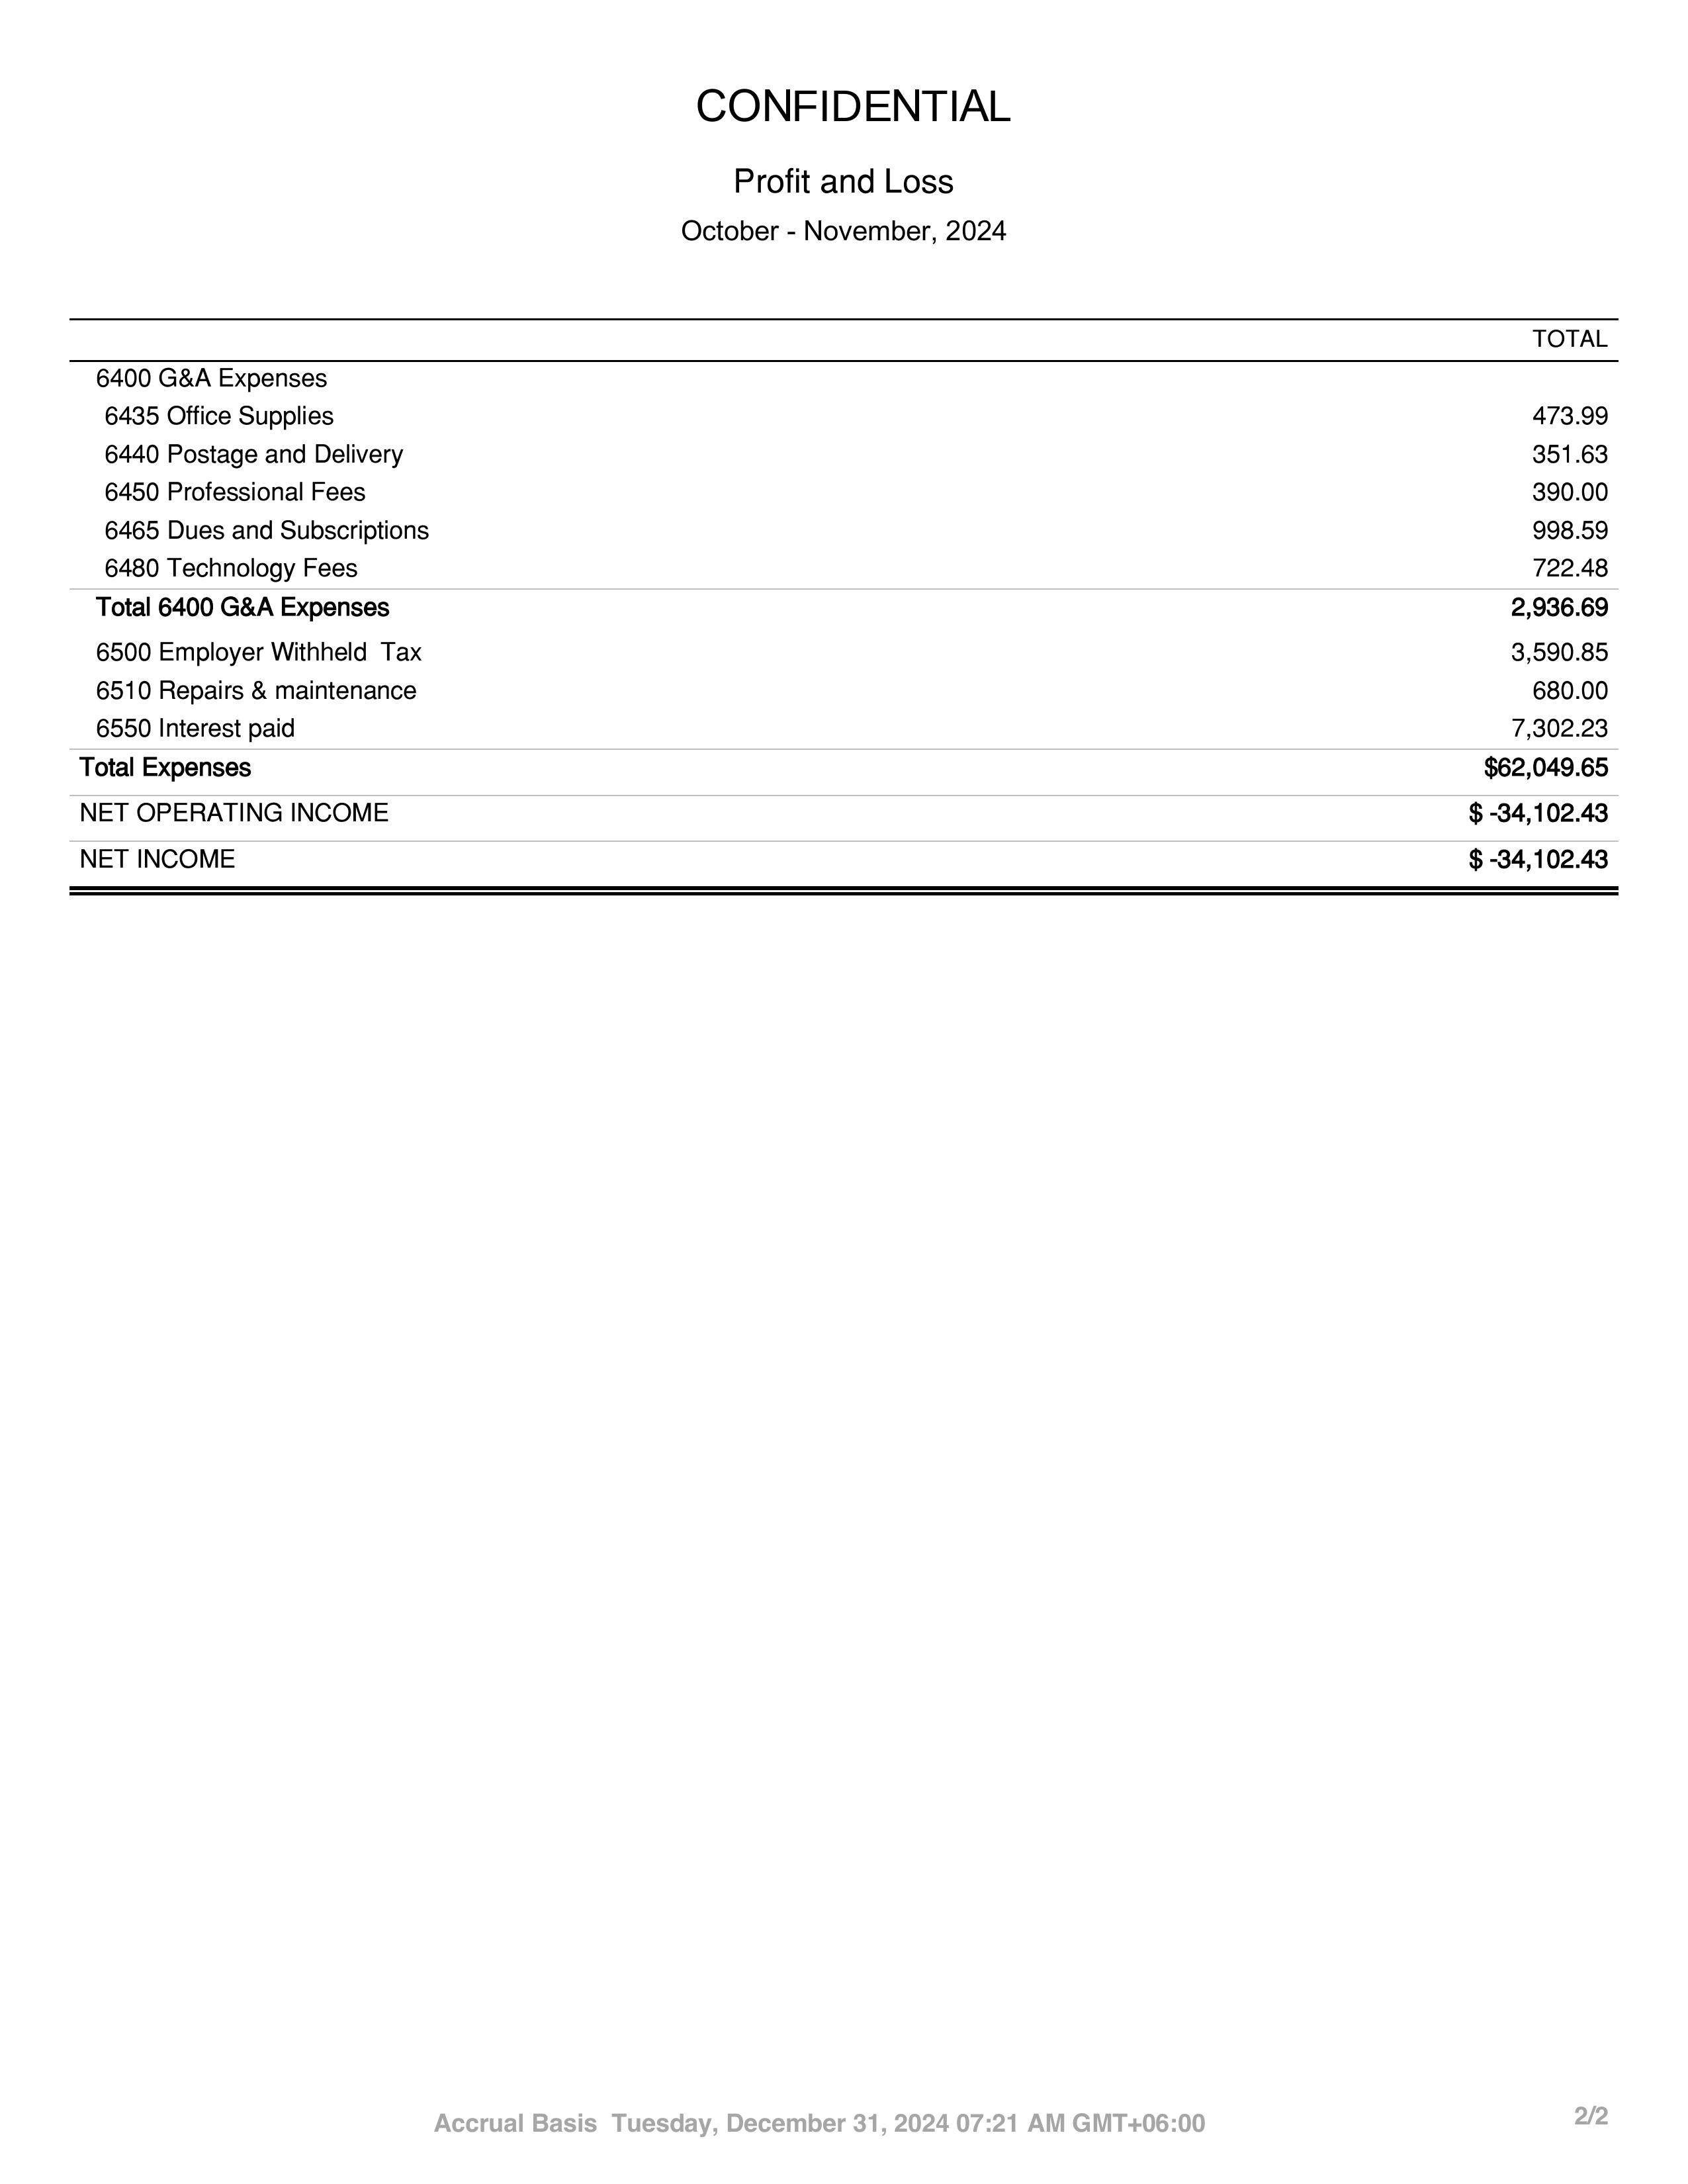 CONFIDENTIAL
Profit and Loss
October - November, 2024
TOTAL
6400 G&A Expenses
6435 Office Supplies 473.99
6440 Postage and Delivery 351.63
6450 Professional Fees 390.00
6465 Dues and Subscriptions 998.59
6480 Technology Fees 722.48
Total 6400 G&A Expenses 2,936.69
6500 Employer Withheld  Tax 3,590.85
6510 Repairs & maintenance 680.00
6550 Interest paid 7,302.23
Total Expenses $62,049.65
NET OPERATING INCOME $ -34,102.43
NET INCOME $ -34,102.43
Accrual Basis  Tuesday, December 31, 2024 07:21 AM GMT+06:00 2/2